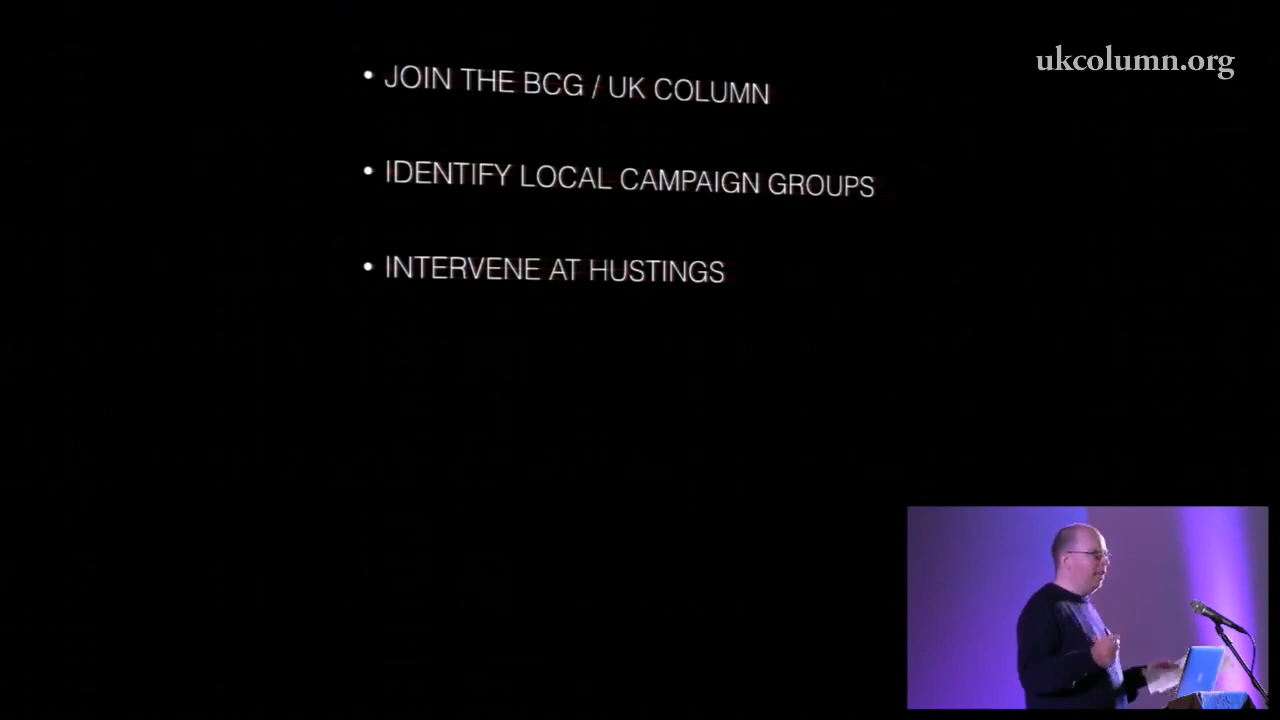 ukcolumn.org
• JOIN THE BCG / UK COLUMN
• IDENTIFY LOCAL CAMPAIGN GROUPS
• INTERVENE AT HUSTINGS